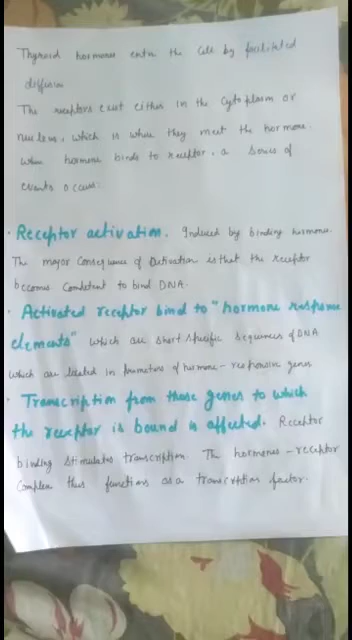 Thyroid hormones enter the Cell by facilitated
diffusion
The receptors exist either in the Cytoplasm or
nucleus, which is where they meet the hormone
When hormone binds to receptor, a Series of
events occurs:
· Receptor activation. Induced by binding hormone.
The major Consequence of Activation is that the receptor
becomes Competent to bind DNA.
· Activated receptor bind to "hormone response
elements" which are short specific Sequences of DNA
which are located in promoters of hormone - responsive genes
· Transcription from those genes to which
the receptor is bound is affected. Receptor
binding stimulates transcription. The hormones - receptor
Complex thus functions as a transcription factor.